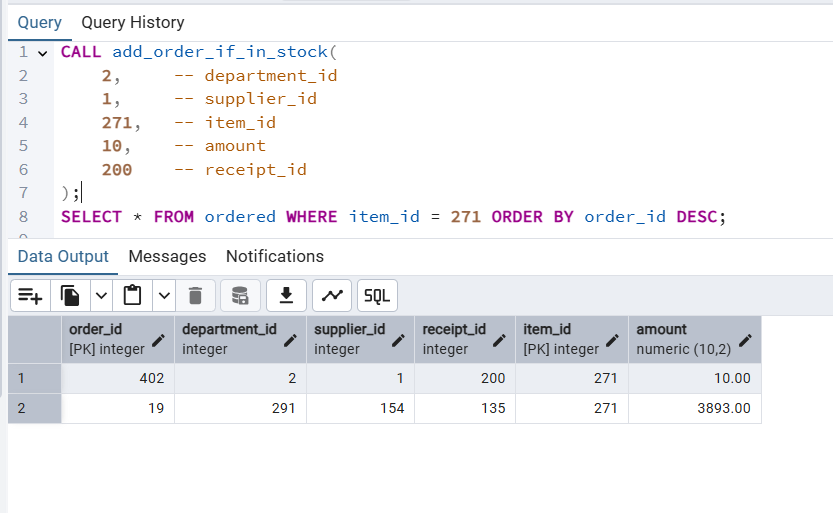 Query Query History
1 CALL add_order_if_in_stock(
2 2, -- department_id
3 1, -- supplier_id
4 271, -- item_id
5 10, -- amount
6 200 -- receipt_id
7 );
8 SELECT * FROM ordered WHERE item_id = 271 ORDER BY order_id DESC;
Data Output Messages Notifications
SQL
order_id department_id supplier_id receipt_id item_id amount
[PK] integer integer integer integer [PK] integer numeric (10,2)
1 402 2 1 200 271 10.00
2 19 291 154 135 271 3893.00